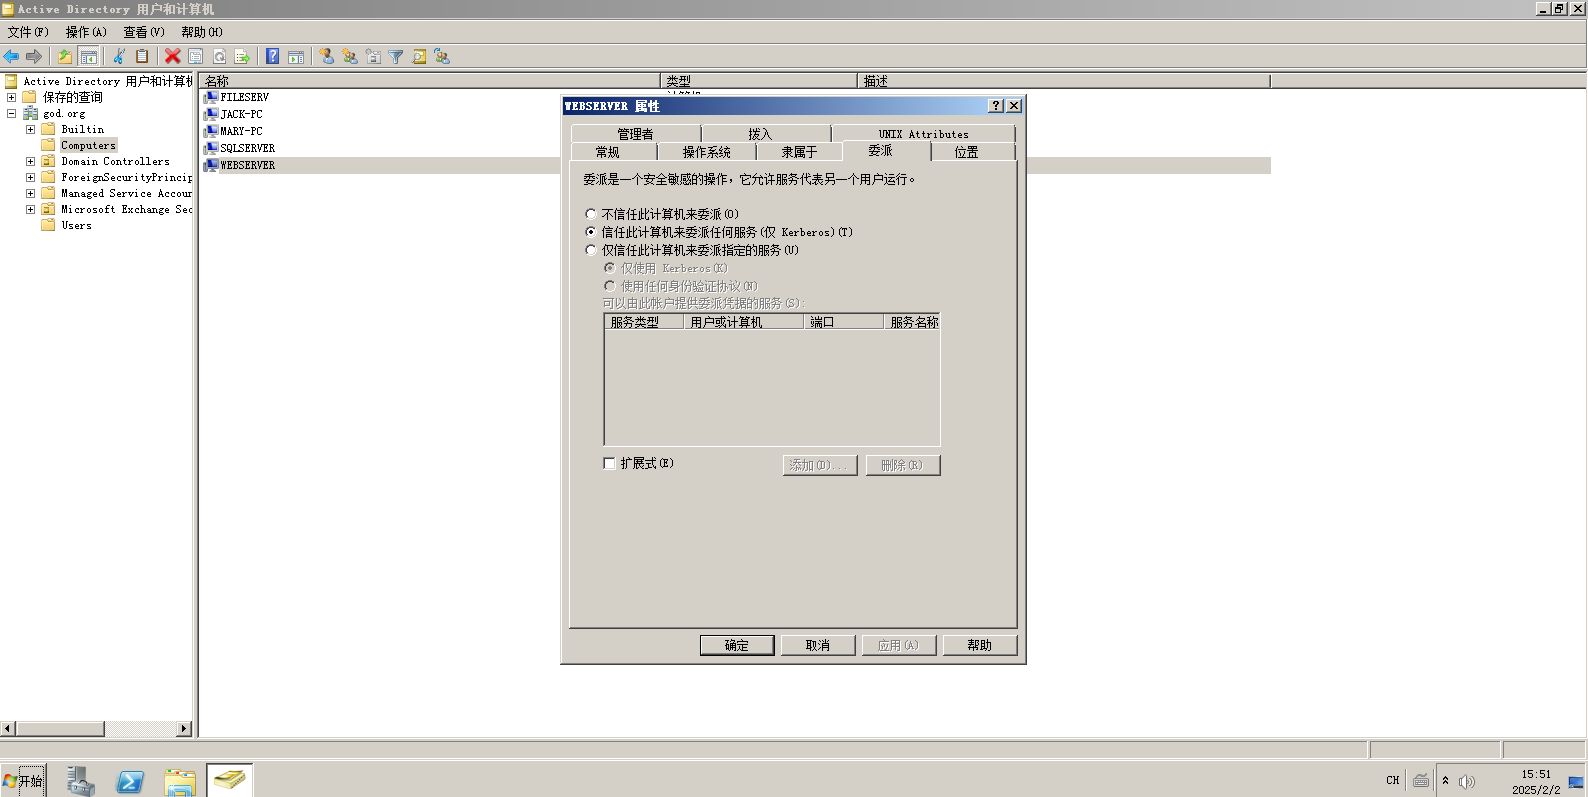 Active Directory 用户和计算机
文件(F) 操作(A) 查看(V) 帮助(H)
Active Directory 用户和计算机
保存的查询
god.org
Builtin
Computers
Domain Controllers
ForeignSecurityPrincip
Managed Service Accour
Microsoft Exchange Sec
Users
名称 类型 描述
FILESERV
JACK-PC
MARY-PC
SQLSERVER
WEBSERVER
WEBSERVER 属性
管理者 拨入 UNIX Attributes
常规 操作系统 隶属于 委派 位置
委派是一个安全敏感的操作，它允许服务代表另一个用户运行。
不信任此计算机来委派(O)
信任此计算机来委派任何服务(仅 Kerberos)(T)
仅信任此计算机来委派指定的服务(U)
仅使用 Kerberos(K)
使用任何身份验证协议(N)
可以由此帐户提供委派凭据的服务(S):
服务类型 用户或计算机 端口 服务名称
扩展式(E) 添加(D)... 删除(R)
确定 取消 应用(A) 帮助
开始
CH
15:51
2025/2/2